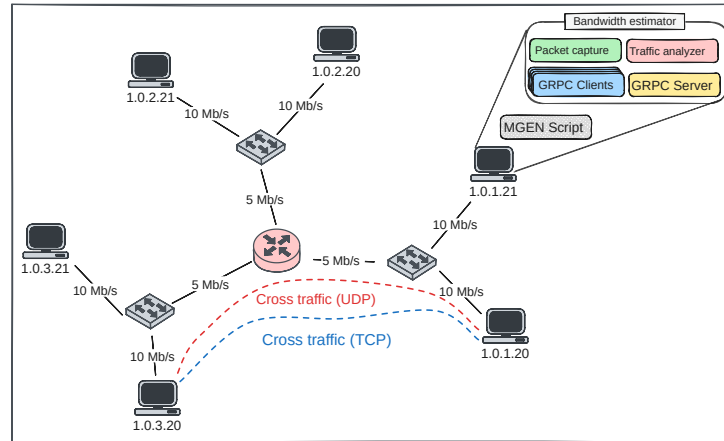 Bandwidth estimator
Packet capture
Traffic analyzer
GRPC Clients
GRPC Server
MGEN Script
1.0.2.20
1.0.2.21
10 Mb/s
10 Mb/s
5 Mb/s
1.0.1.21
10 Mb/s
1.0.3.21
5 Mb/s
5 Mb/s
10 Mb/s
10 Mb/s
Cross traffic (UDP)
Cross traffic (TCP)
1.0.1.20
10 Mb/s
1.0.3.20